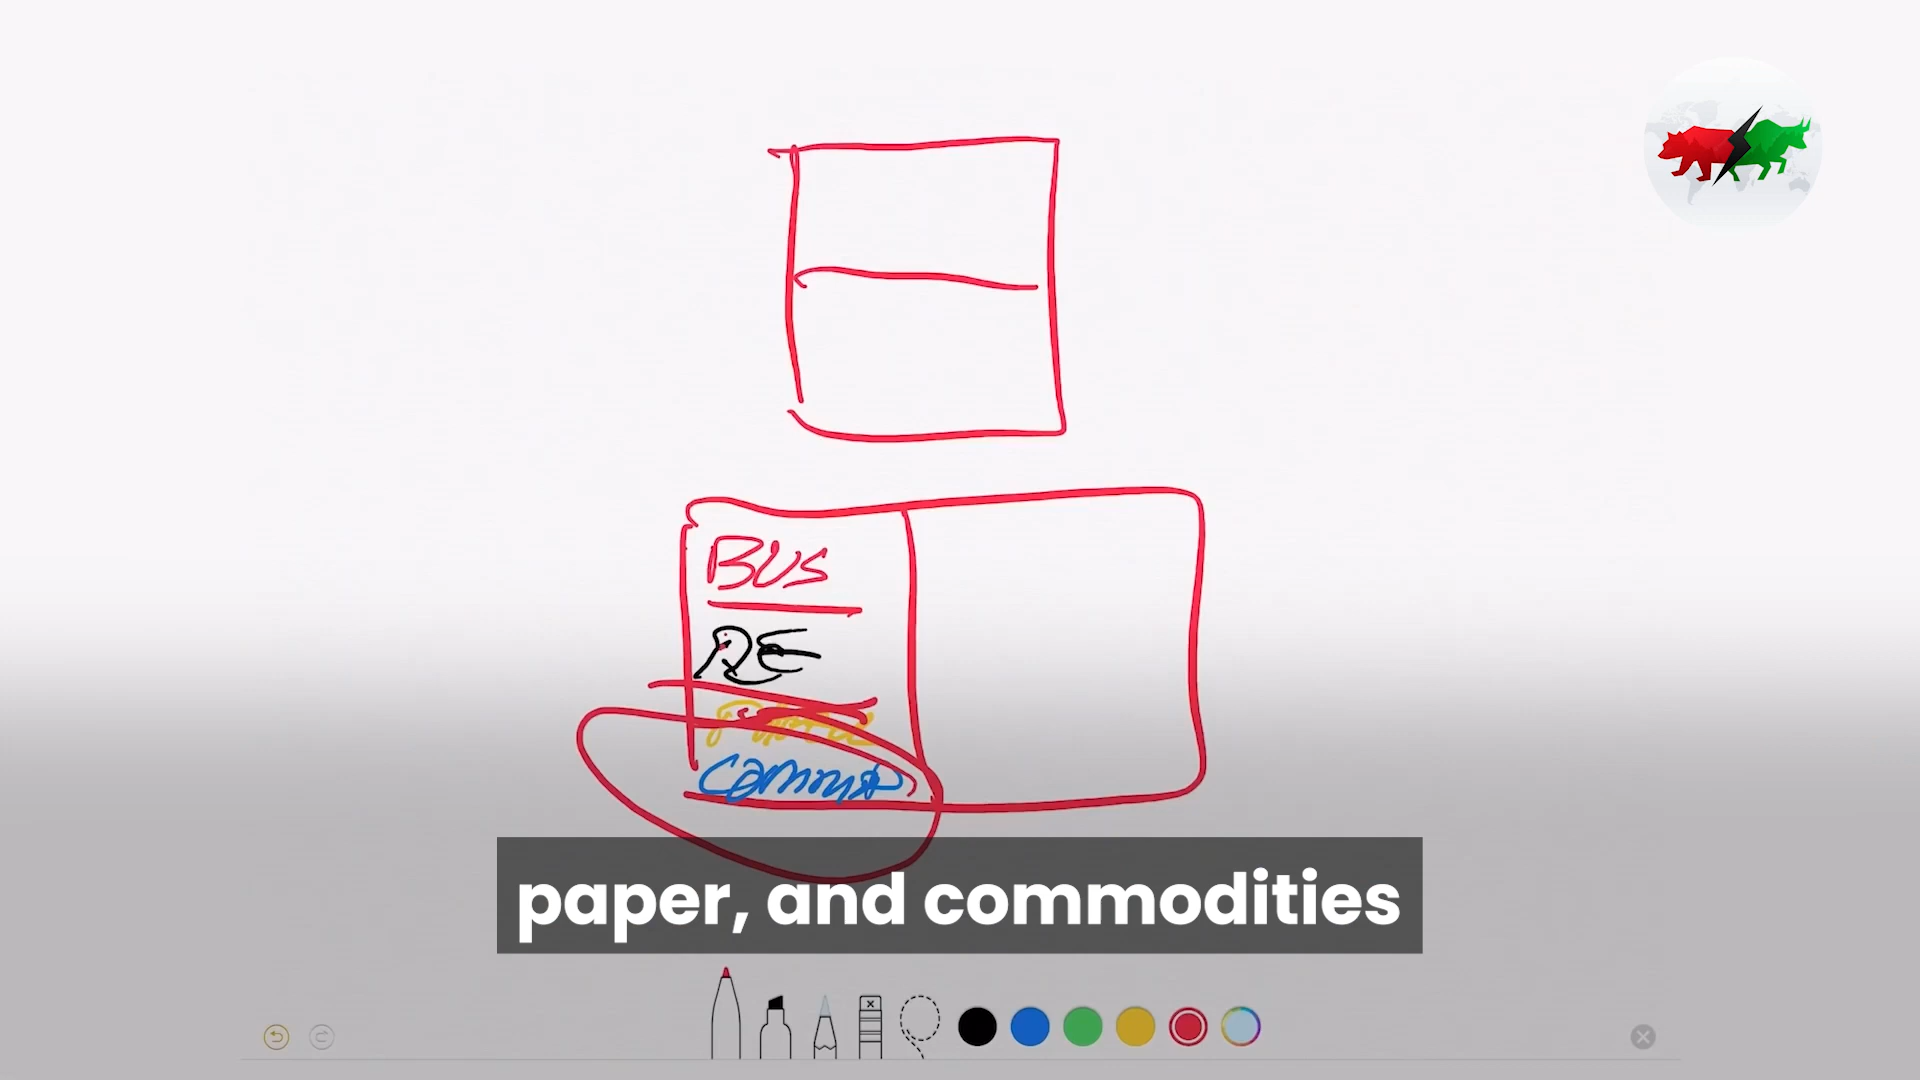 BUS
RE
paper, and commodities